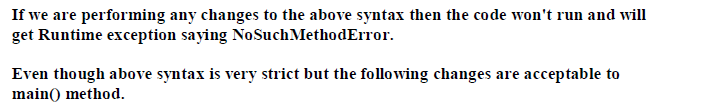 If we are performing any changes to the above syntax then the code won't run and will
get Runtime exception saying NoSuchMethodError.
Even though above syntax is very strict but the following changes are acceptable to
main() method.